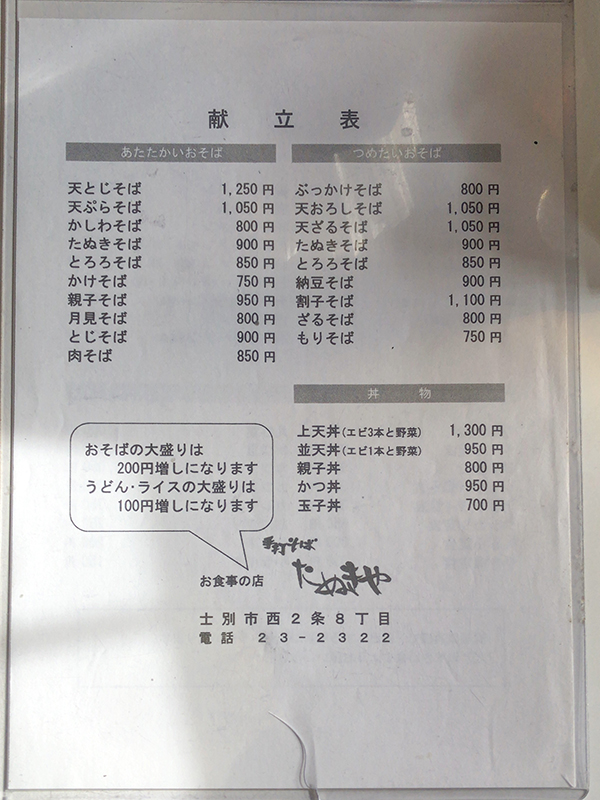 献立表
あたたかいおそば
天とじそば 1,250円
天ぷらそば 1,050円
かしわそば 800円
たぬきそば 900円
とろろそば 850円
かけそば 750円
親子そば 950円
月見そば 800円
とじそば 900円
肉そば 850円
つめたいおそば
ぶっかけそば 800円
天おろしそば 1,050円
天ざるそば 1,050円
たぬきそば 900円
とろろそば 850円
納豆そば 900円
割子そば 1,100円
ざるそば 800円
もりそば 750円
丼物
上天丼(エビ3本と野菜) 1,300円
並天丼(エビ1本と野菜) 950円
親子丼 800円
かつ丼 950円
玉子丼 700円
おそばの大盛りは
200円増しになります
うどん・ライスの大盛りは
100円増しになります
手打そば
お食事の店 たぬきや
士別市西2条8丁目
電話 23-2322